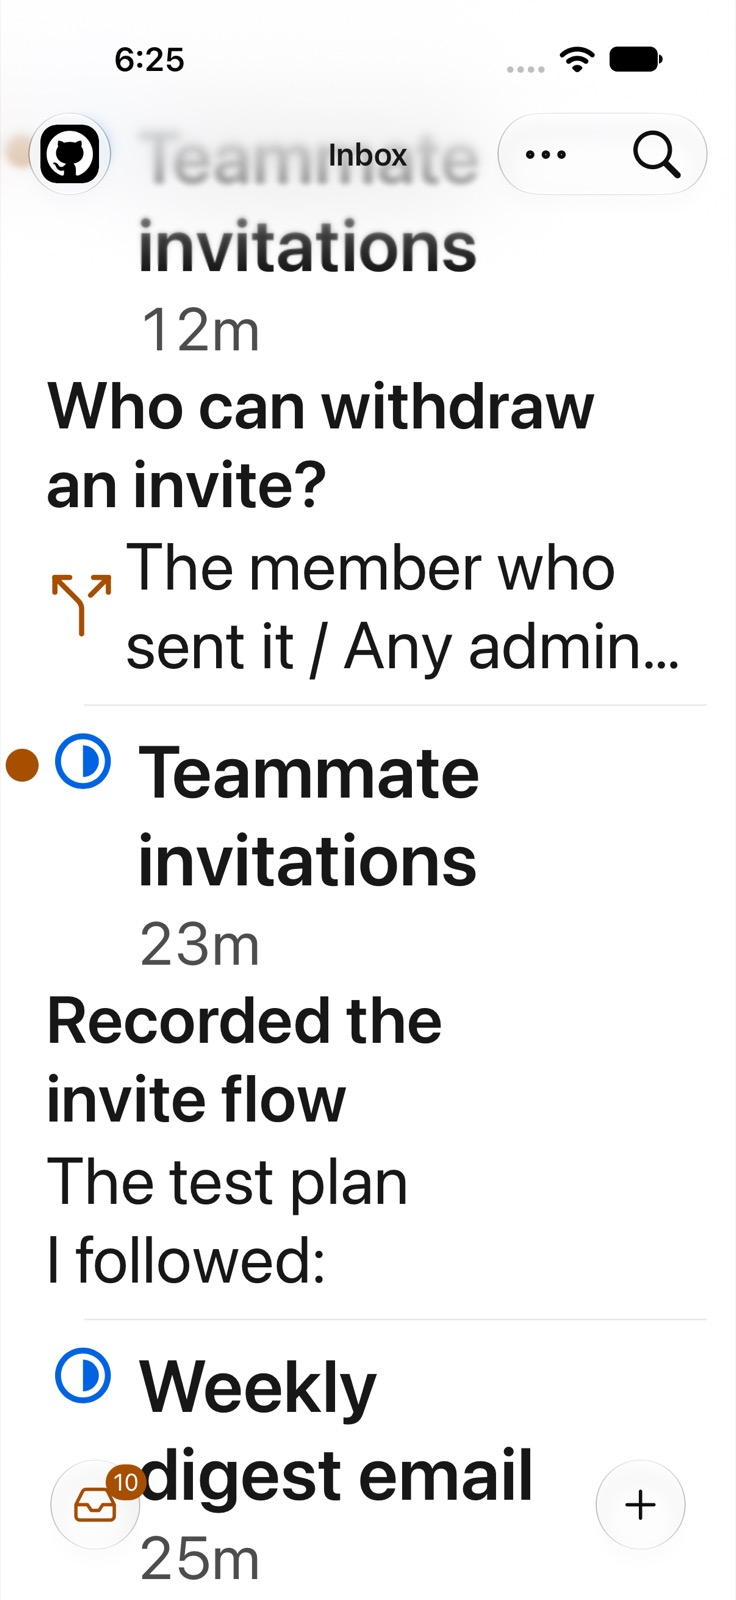 6:25
Inbox
Teammate
invitations
12m
Who can withdraw
an invite?
The member who
sent it / Any admin...
Teammate
invitations
23m
Recorded the
invite flow
The test plan
I followed:
Weekly
digest email
10
25m